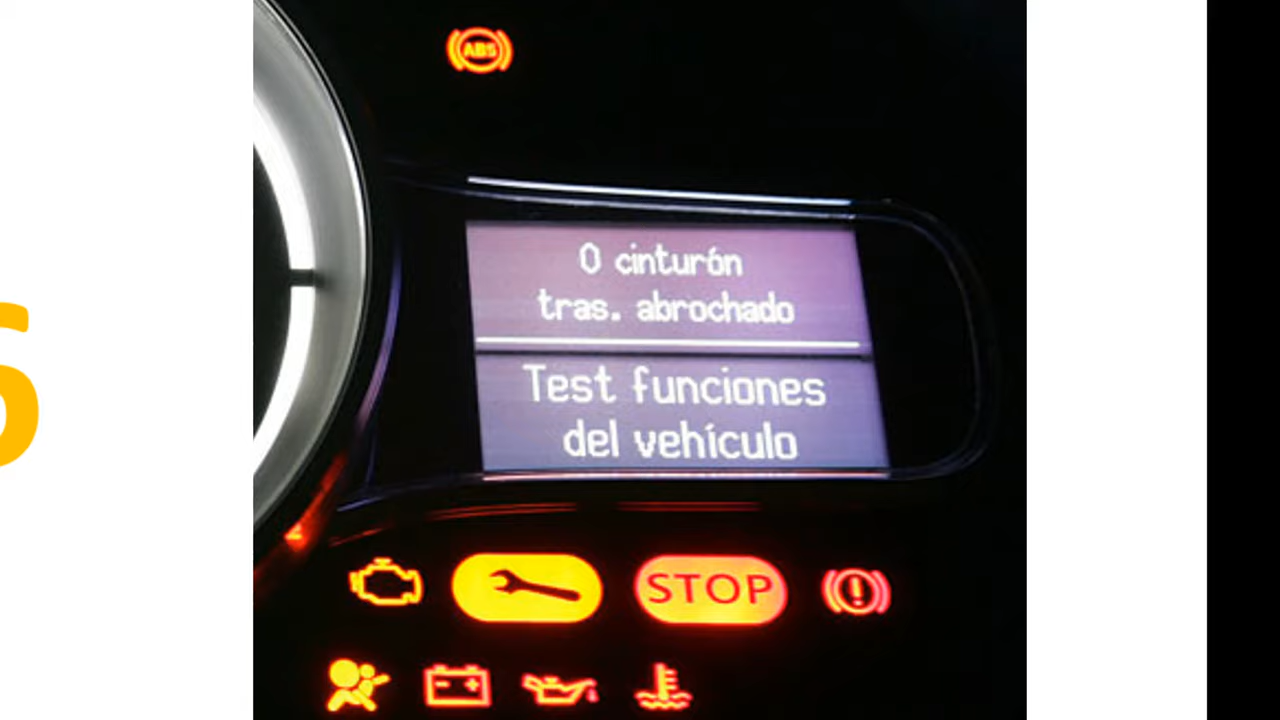 ABS
0 cinturón
tras. abrochado
Test funciones
del vehículo
STOP